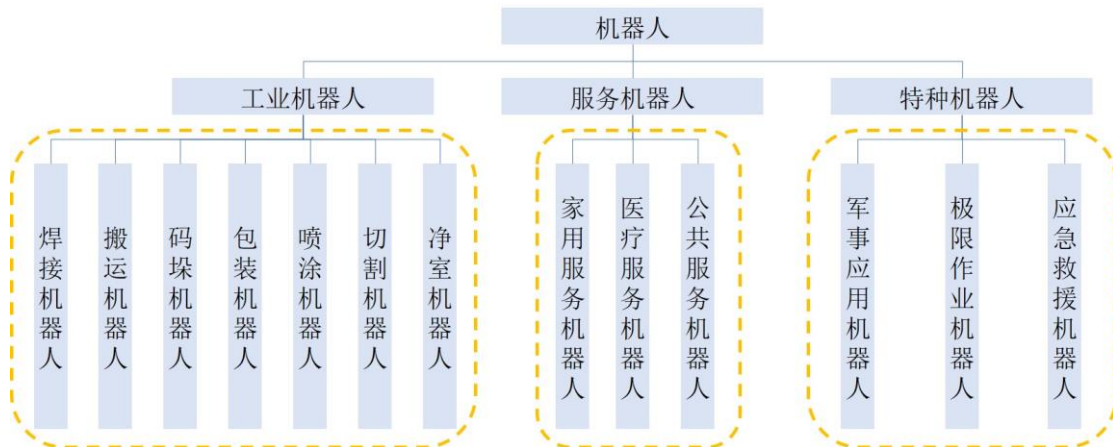 机器人
工业机器人
服务机器人
特种机器人
焊接机器人
搬运机器人
码垛机器人
包装机器人
喷涂机器人
切割机器人
净室机器人
家用服务机器人
医疗服务机器人
公共服务机器人
军事应用机器人
极限作业机器人
应急救援机器人